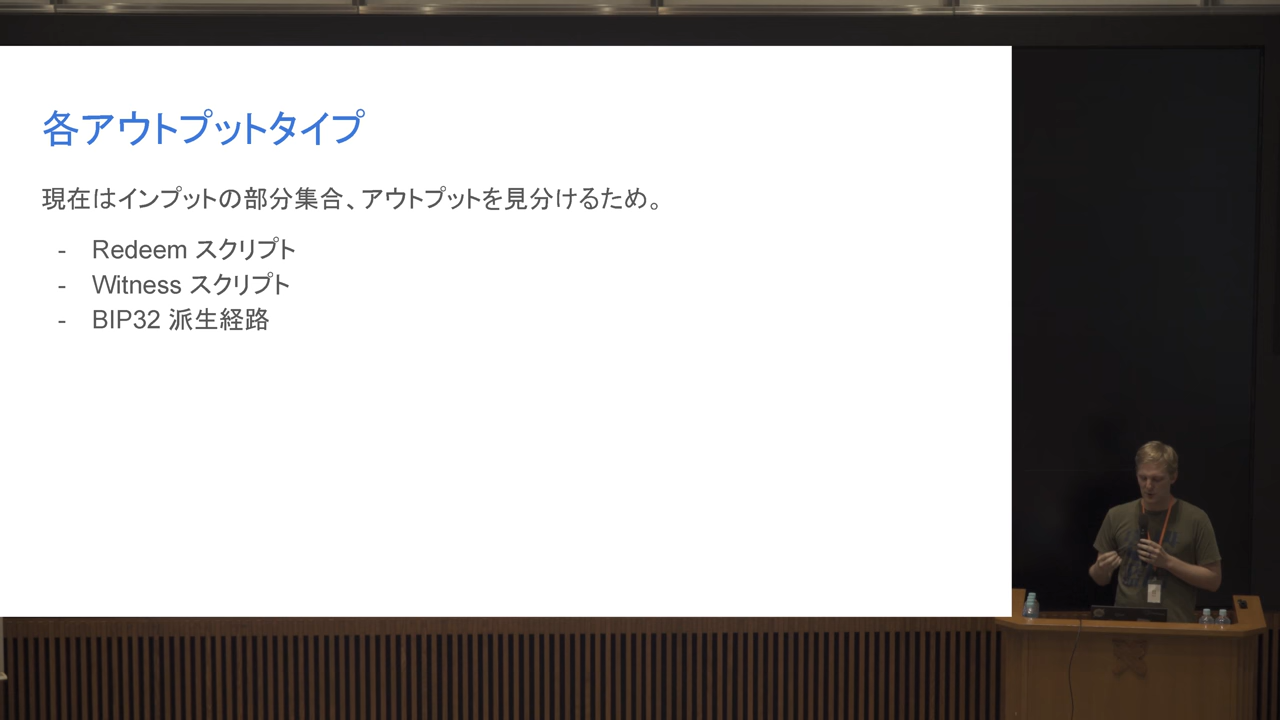 各アウトプットタイプ
現在はインプットの部分集合、アウトプットを見分けるため。
- Redeem スクリプト
- Witness スクリプト
- BIP32 派生経路